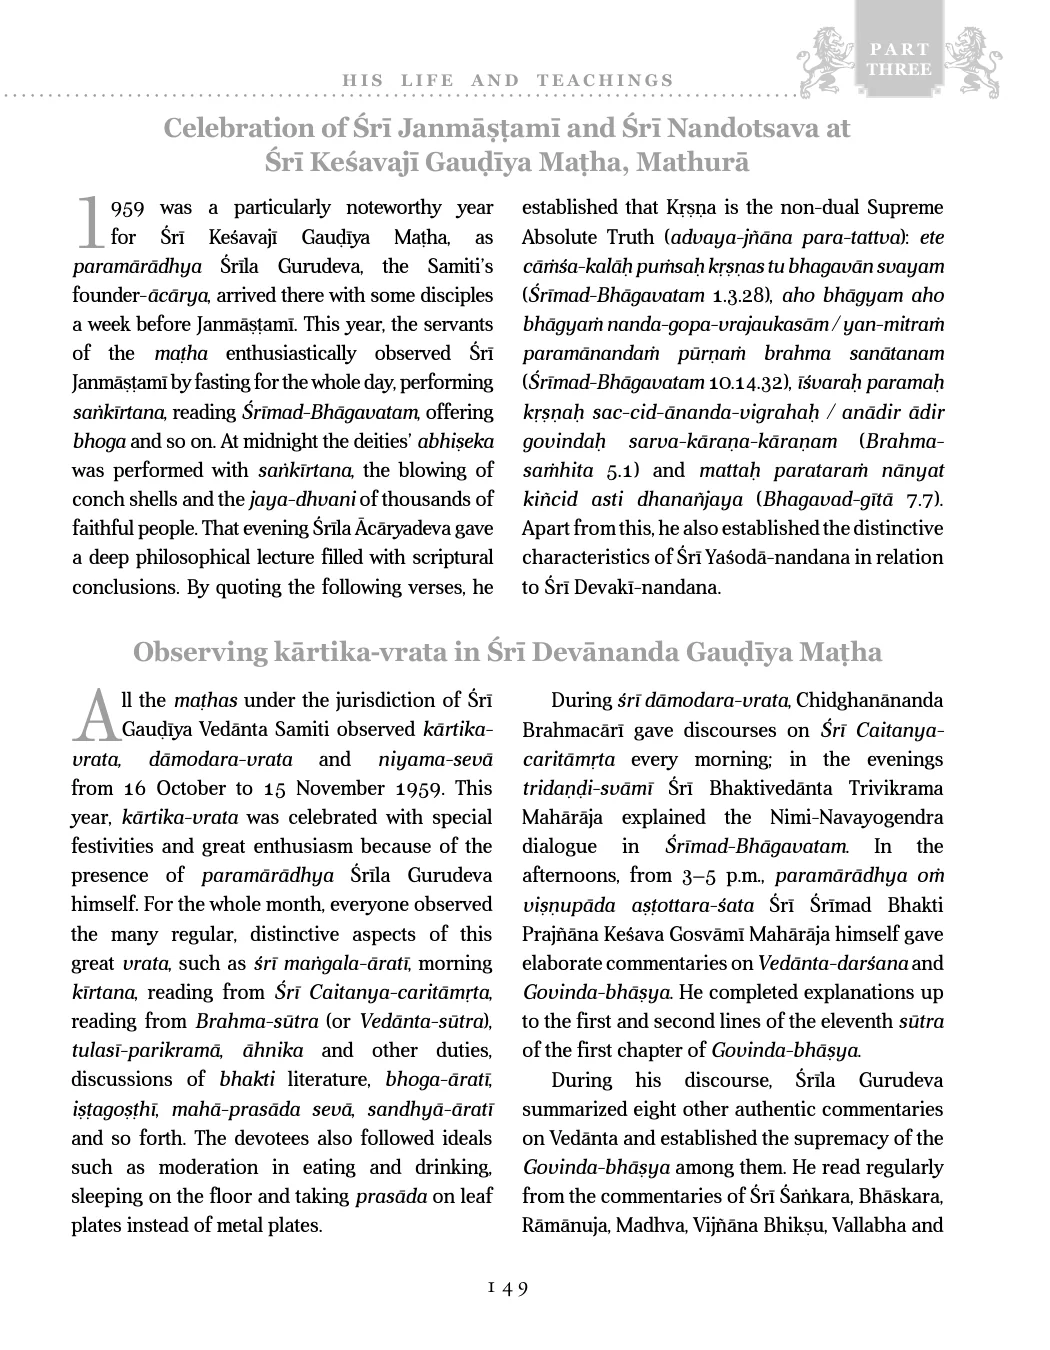 PART
THREE
HIS LIFE AND TEACHINGS
Celebration of Śrī Janmāṣṭamī and Śrī Nandotsava at
Śrī Keśavajī Gauḍīya Maṭha, Mathurā
1959 was a particularly noteworthy year
for Śrī Keśavajī Gauḍīya Maṭha, as
paramārādhya Śrīla Gurudeva, the Samiti’s
founder-ācārya, arrived there with some disciples
a week before Janmāṣṭamī. This year, the servants
of the maṭha enthusiastically observed Śrī
Janmāṣṭamī by fasting for the whole day, performing
saṅkīrtana, reading Śrīmad-Bhāgavatam, offering
bhoga and so on. At midnight the deities’ abhiṣeka
was performed with saṅkīrtana, the blowing of
conch shells and the jaya-dhvani of thousands of
faithful people. That evening Śrīla Ācāryadeva gave
a deep philosophical lecture filled with scriptural
conclusions. By quoting the following verses, he
established that Kṛṣṇa is the non-dual Supreme
Absolute Truth (advaya-jñāna para-tattva): ete
cāṁśa-kalāḥ puṁsaḥ kṛṣṇas tu bhagavān svayam
(Śrīmad-Bhāgavatam 1.3.28), aho bhāgyam aho
bhāgyaṁ nanda-gopa-vrajaukasām / yan-mitraṁ
paramānandaṁ pūrṇaṁ brahma sanātanam
(Śrīmad-Bhāgavatam 10.14.32), īśvaraḥ paramaḥ
kṛṣṇaḥ sac-cid-ānanda-vigrahaḥ / anādir ādir
govindaḥ sarva-kāraṇa-kāraṇam (Brahma-
saṁhita 5.1) and mattaḥ parataraṁ nānyat
kiñcid asti dhanañjaya (Bhagavad-gītā 7.7).
Apart from this, he also established the distinctive
characteristics of Śrī Yaśodā-nandana in relation
to Śrī Devakī-nandana.
Observing kārtika-vrata in Śrī Devānanda Gauḍīya Maṭha
All the maṭhas under the jurisdiction of Śrī
Gauḍīya Vedānta Samiti observed kārtika-
vrata, dāmodara-vrata and niyama-sevā
from 16 October to 15 November 1959. This
year, kārtika-vrata was celebrated with special
festivities and great enthusiasm because of the
presence of paramārādhya Śrīla Gurudeva
himself. For the whole month, everyone observed
the many regular, distinctive aspects of this
great vrata, such as śrī maṅgala-āratī, morning
kīrtana, reading from Śrī Caitanya-caritāmṛta,
reading from Brahma-sūtra (or Vedānta-sūtra),
tulasī-parikramā, āhnika and other duties,
discussions of bhakti literature, bhoga-āratī,
iṣṭagoṣṭhī, mahā-prasāda sevā, sandhyā-āratī
and so forth. The devotees also followed ideals
such as moderation in eating and drinking,
sleeping on the floor and taking prasāda on leaf
plates instead of metal plates.
During śrī dāmodara-vrata, Chidghanānanda
Brahmacārī gave discourses on Śrī Caitanya-
caritāmṛta every morning; in the evenings
tridaṇḍi-svāmī Śrī Bhaktivedānta Trivikrama
Mahārāja explained the Nimi-Navayogendra
dialogue in Śrīmad-Bhāgavatam. In the
afternoons, from 3–5 p.m., paramārādhya oṁ
viṣṇupāda aṣṭottara-śata Śrī Śrīmad Bhakti
Prajñāna Keśava Gosvāmī Mahārāja himself gave
elaborate commentaries on Vedānta-darśana and
Govinda-bhāṣya. He completed explanations up
to the first and second lines of the eleventh sūtra
of the first chapter of Govinda-bhāṣya.
During his discourse, Śrīla Gurudeva
summarized eight other authentic commentaries
on Vedānta and established the supremacy of the
Govinda-bhāṣya among them. He read regularly
from the commentaries of Śrī Śaṅkara, Bhāskara,
Rāmānuja, Madhva, Vijñāna Bhikṣu, Vallabha and
149